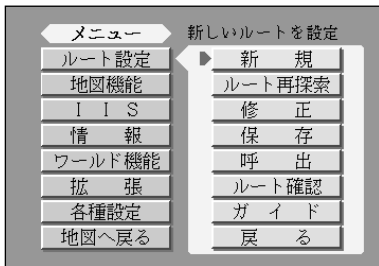 メニュー
新しいルートを設定
ルート設定
地図機能
IIS
情報
ワールド機能
拡張
各種設定
地図へ戻る
新規
ルート再探索
修正
保存
呼出
ルート確認
ガイド
戻る